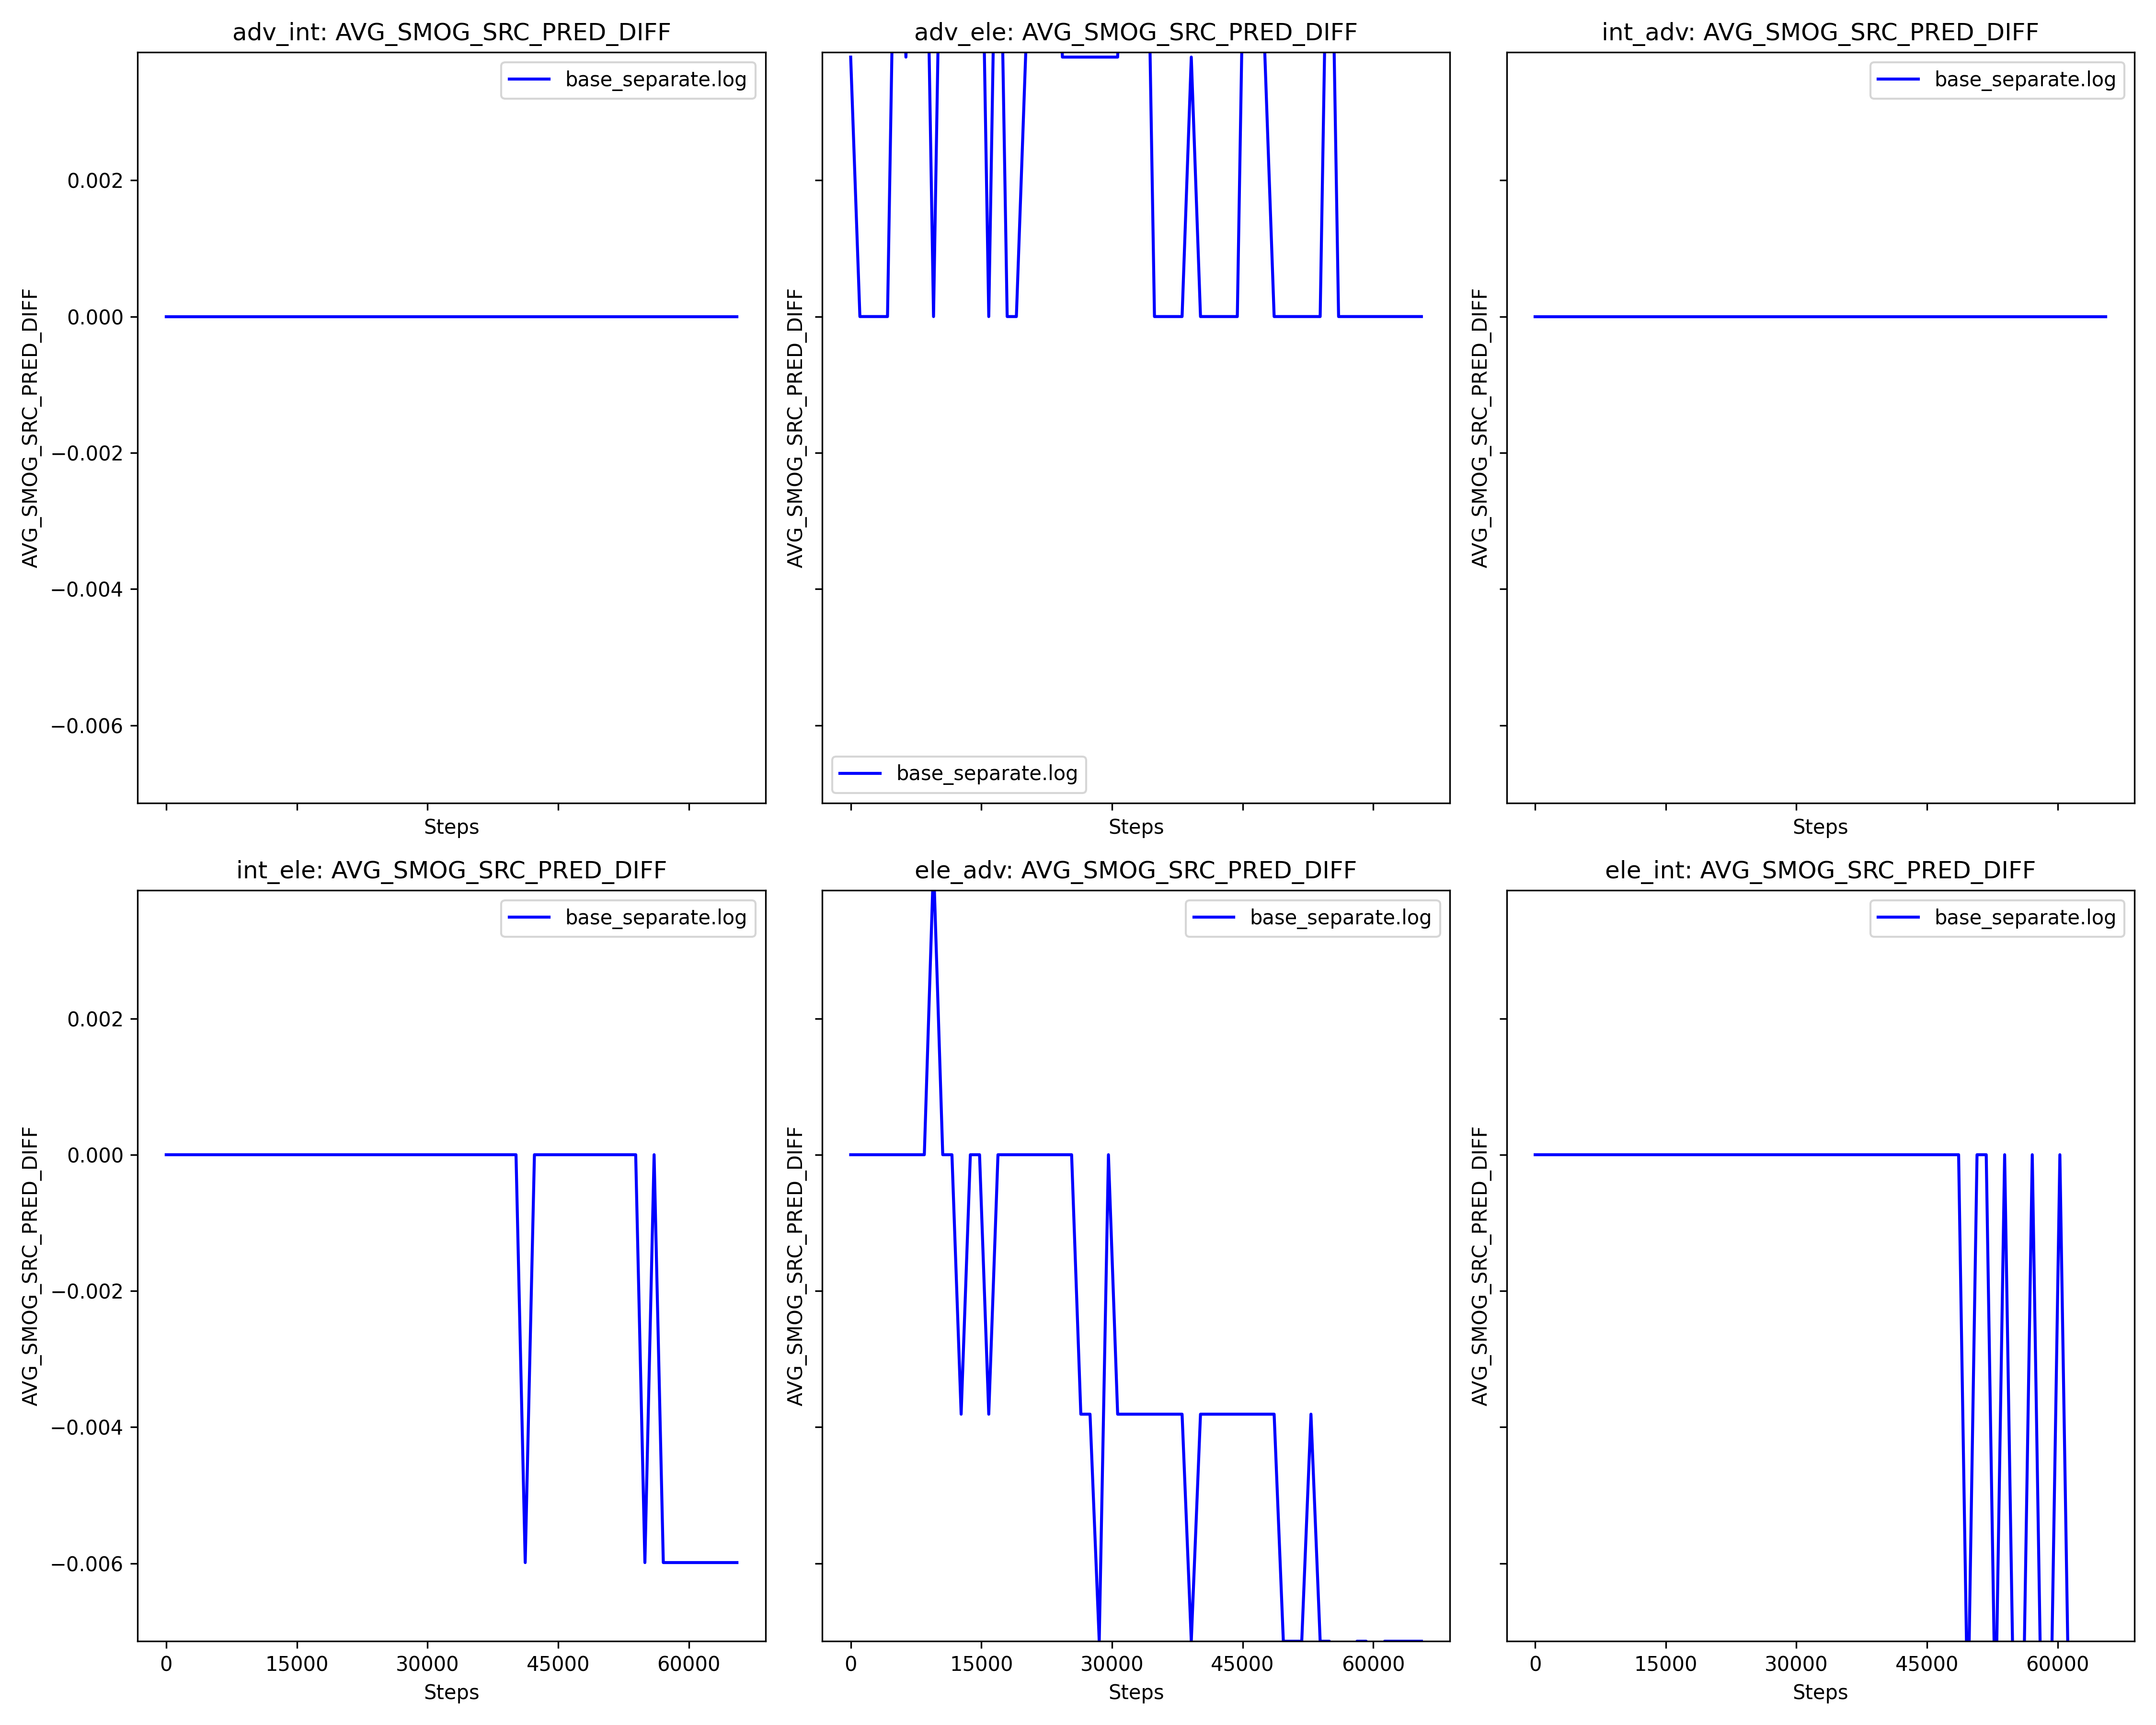 adv_int: AVG_SMOG_SRC_PRED_DIFF
adv_ele: AVG_SMOG_SRC_PRED_DIFF
int_adv: AVG_SMOG_SRC_PRED_DIFF
base_separate.log
base_separate.log
0.002
0.000
−0.002
−0.004
−0.006
AVG_SMOG_SRC_PRED_DIFF
AVG_SMOG_SRC_PRED_DIFF
AVG_SMOG_SRC_PRED_DIFF
base_separate.log
Steps
Steps
Steps
int_ele: AVG_SMOG_SRC_PRED_DIFF
ele_adv: AVG_SMOG_SRC_PRED_DIFF
ele_int: AVG_SMOG_SRC_PRED_DIFF
base_separate.log
base_separate.log
base_separate.log
0.002
0.000
−0.002
−0.004
−0.006
AVG_SMOG_SRC_PRED_DIFF
AVG_SMOG_SRC_PRED_DIFF
AVG_SMOG_SRC_PRED_DIFF
0 15000 30000 45000 60000
0 15000 30000 45000 60000
0 15000 30000 45000 60000
Steps
Steps
Steps